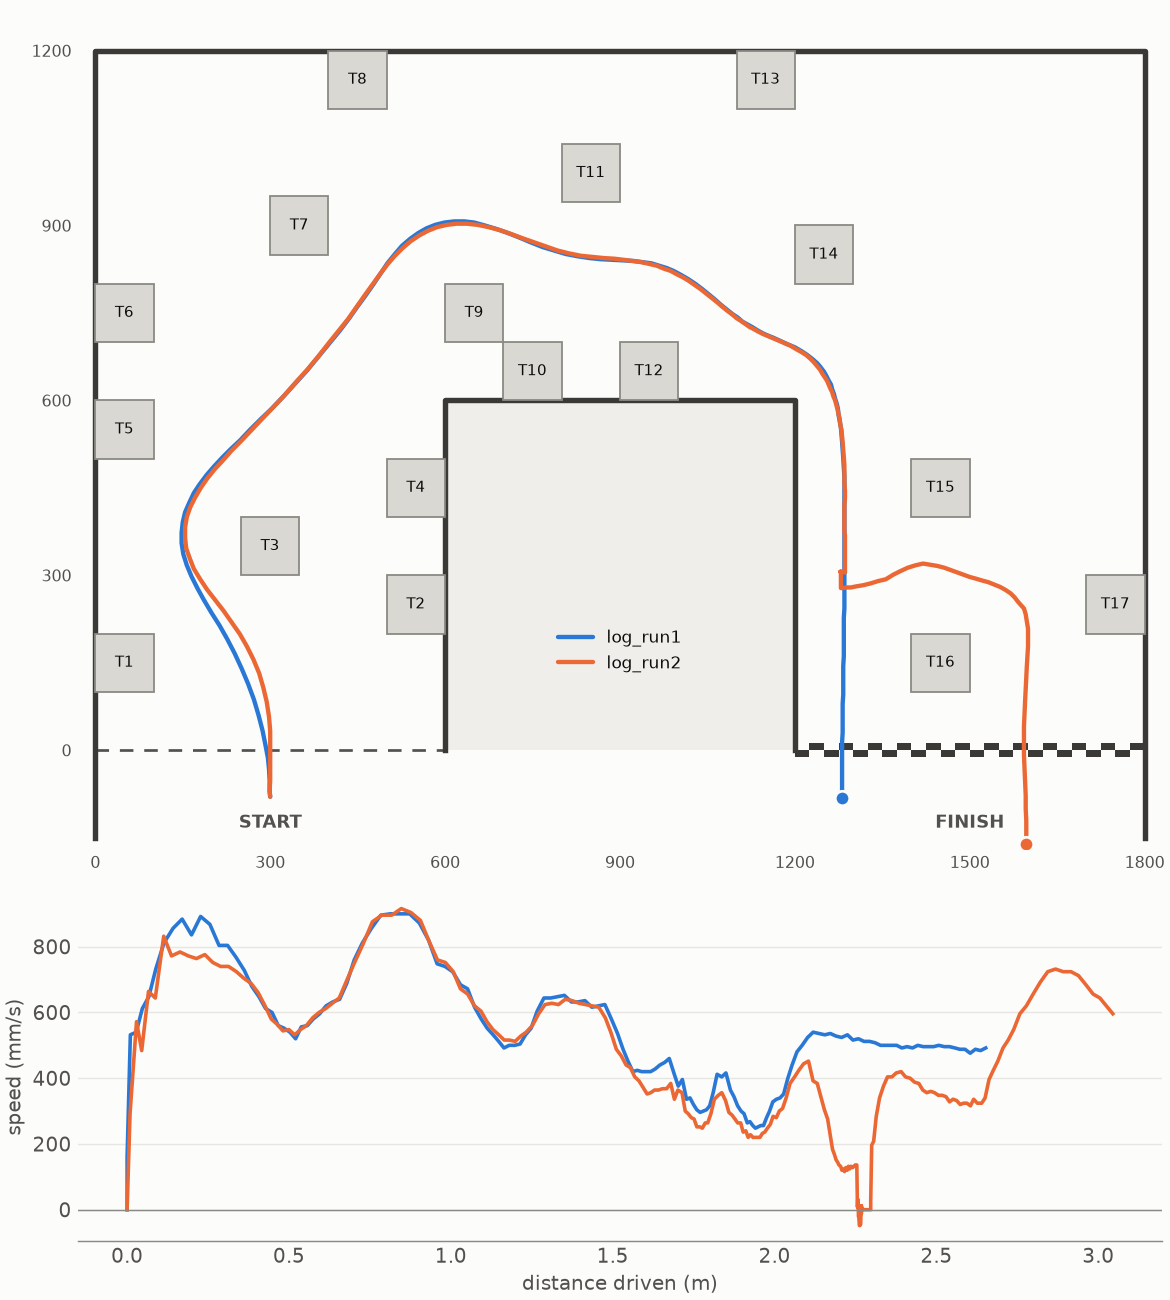 1200
T8
T13
T11
900
T7
T14
T6
T9
T10
T12
600
T5
T4
T15
T3
300
T2
T17
log_run1
T1
log_run2
T16
0
START
FINISH
0 300 600 900 1200 1500 1800
speed (mm/s)
800
600
400
200
0
0.0 0.5 1.0 1.5 2.0 2.5 3.0
distance driven (m)